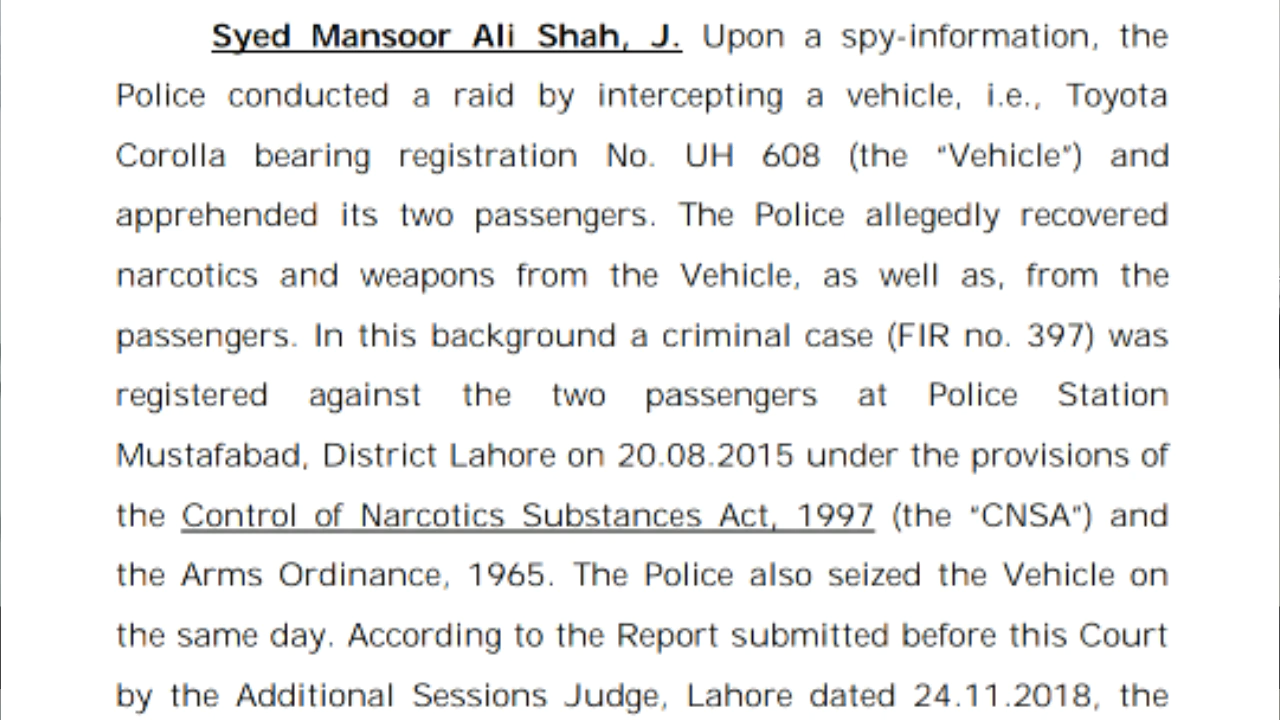 Syed Mansoor Ali Shah, J. Upon a spy-information, the
Police conducted a raid by intercepting a vehicle, i.e., Toyota
Corolla bearing registration No. UH 608 (the “Vehicle”) and
apprehended its two passengers. The Police allegedly recovered
narcotics and weapons from the Vehicle, as well as, from the
passengers. In this background a criminal case (FIR no. 397) was
registered against the two passengers at Police Station
Mustafabad, District Lahore on 20.08.2015 under the provisions of
the Control of Narcotics Substances Act, 1997 (the “CNSA”) and
the Arms Ordinance, 1965. The Police also seized the Vehicle on
the same day. According to the Report submitted before this Court
by the Additional Sessions Judge, Lahore dated 24.11.2018, the